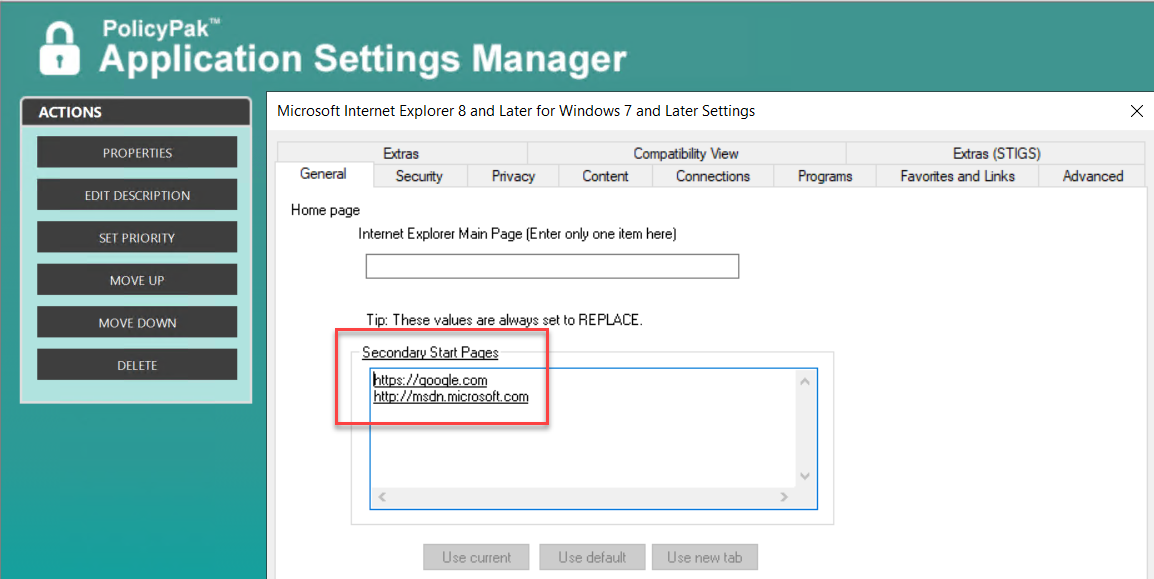 PolicyPak™
Application Settings Manager
ACTIONS
PROPERTIES
EDIT DESCRIPTION
SET PRIORITY
MOVE UP
MOVE DOWN
DELETE
Microsoft Internet Explorer 8 and Later for Windows 7 and Later Settings
Extras Compatibility View Extras (STIGS)
General Security Privacy Content Connections Programs Favorites and Links Advanced
Home page
Internet Explorer Main Page (Enter only one item here)
Tip: These values are always set to REPLACE.
Secondary Start Pages
https://google.com
http://msdn.microsoft.com
Use current Use default Use new tab